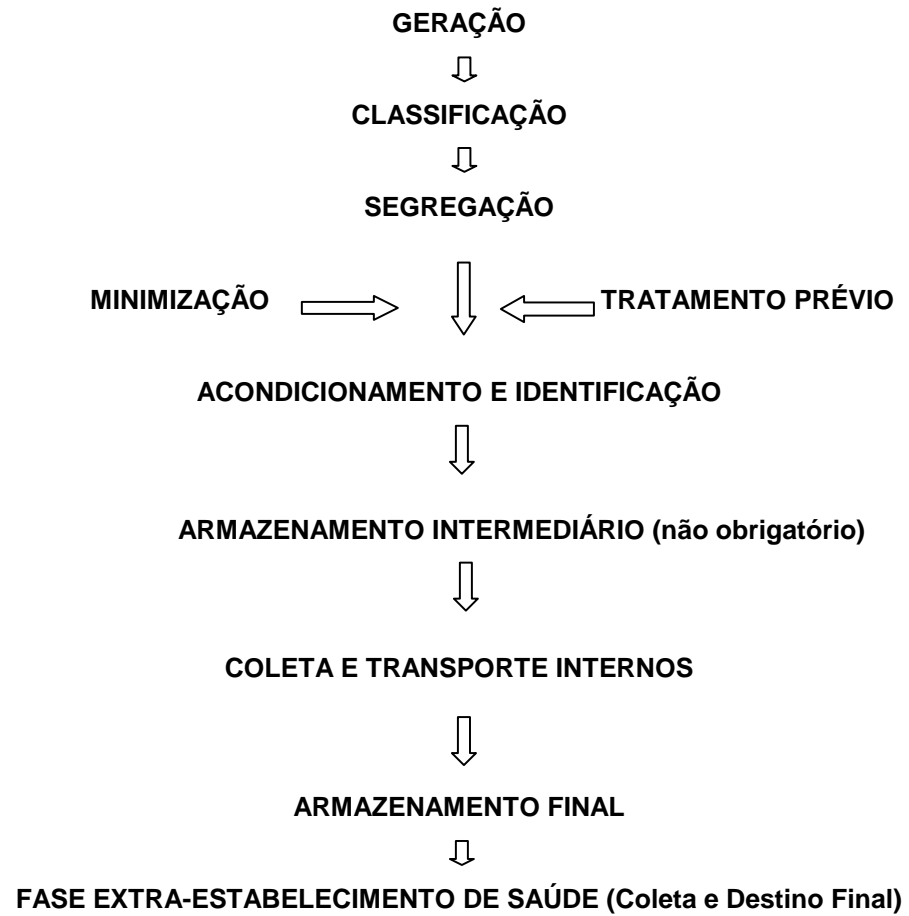 GERAÇÃO
CLASSIFICAÇÃO
SEGREGAÇÃO
MINIMIZAÇÃO TRATAMENTO PRÉVIO
ACONDICIONAMENTO E IDENTIFICAÇÃO
ARMAZENAMENTO INTERMEDIÁRIO (não obrigatório)
COLETA E TRANSPORTE INTERNOS
ARMAZENAMENTO FINAL
FASE EXTRA-ESTABELECIMENTO DE SAÚDE (Coleta e Destino Final)